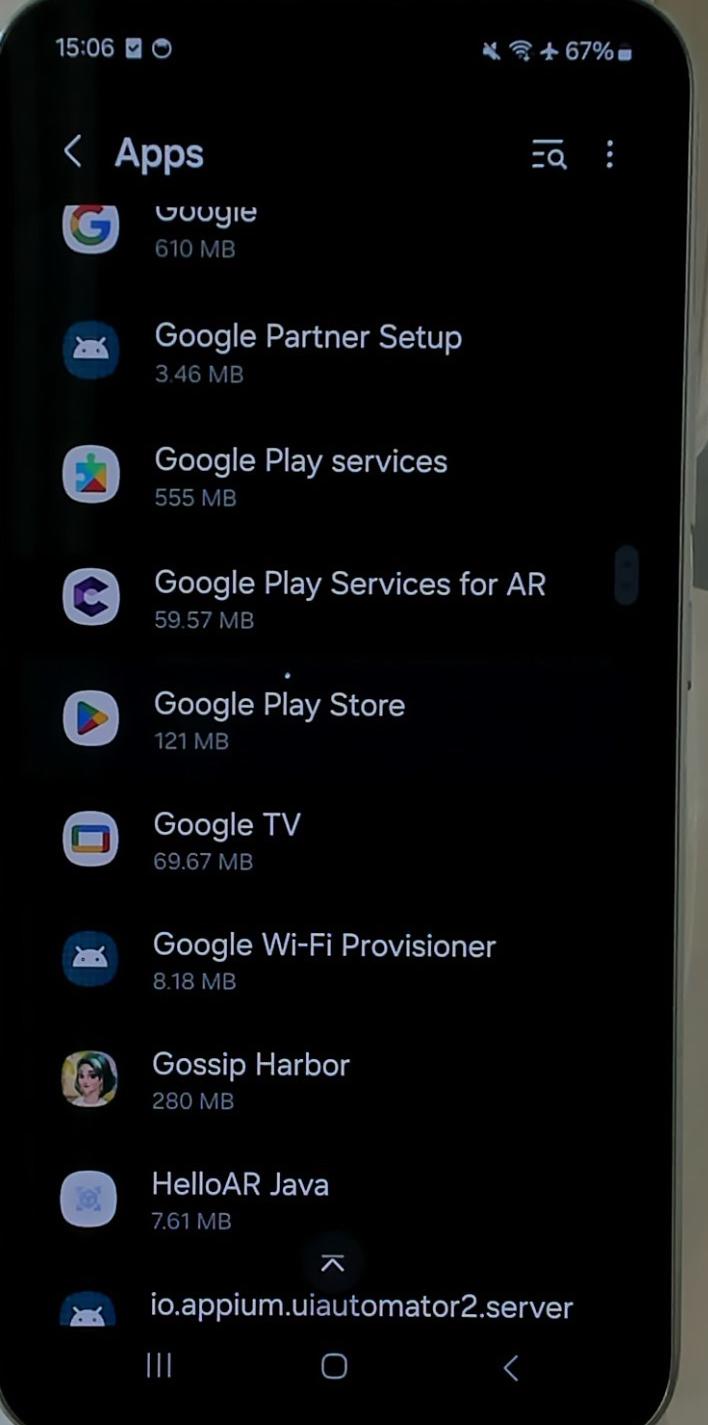 15:06
67%
Apps
Google
610 MB
Google Partner Setup
3.46 MB
Google Play services
555 MB
Google Play Services for AR
59.57 MB
Google Play Store
121 MB
Google TV
69.67 MB
Google Wi-Fi Provisioner
8.18 MB
Gossip Harbor
280 MB
HelloAR Java
7.61 MB
io.appium.uiautomator2.server